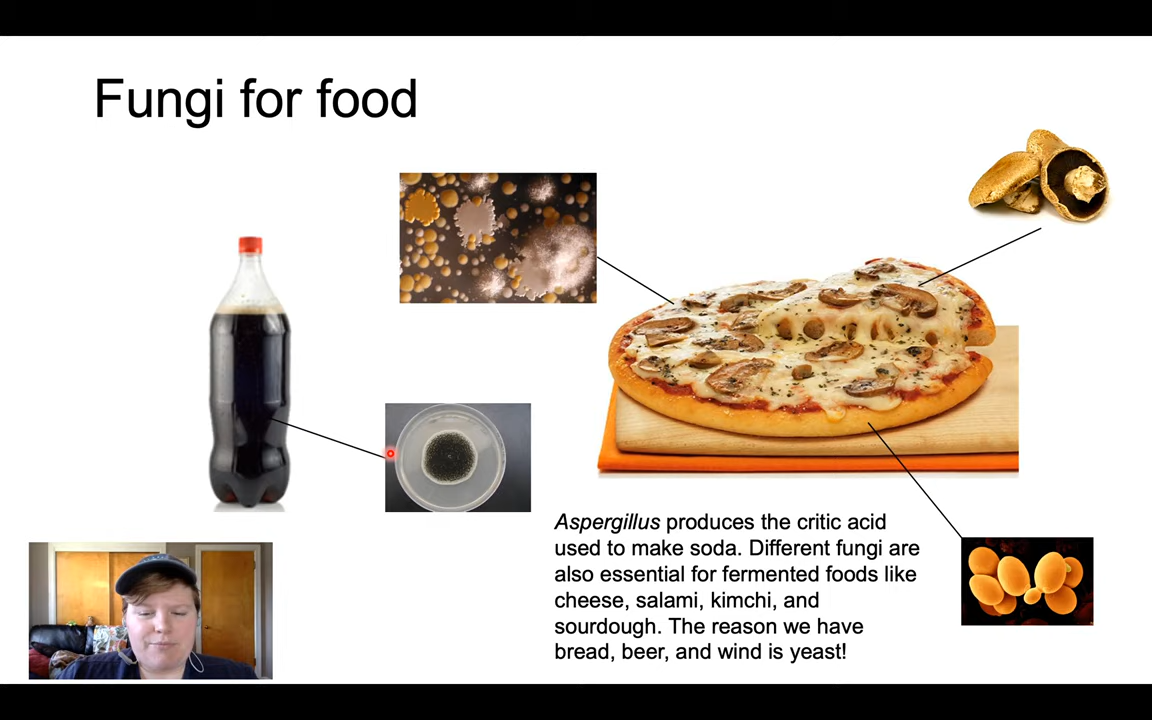 Fungi for food
Aspergillus produces the critic acid
used to make soda. Different fungi are
also essential for fermented foods like
cheese, salami, kimchi, and
sourdough. The reason we have
bread, beer, and wind is yeast!